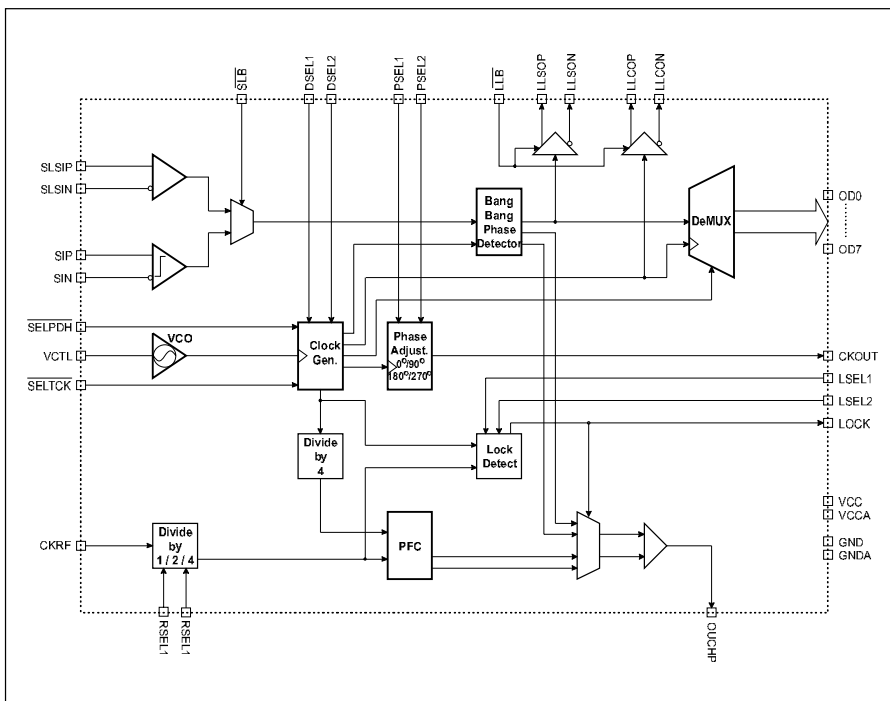 SLB
DSEL1
DSEL2
PSEL1
PSEL2
LLB
LLSOP
LLSON
LLCOP
LLCON
SLSIP
SLSIN
SIP
SIN
Bang
Bang
Phase
Detector
DeMUX
OD0
OD7
SELPDH
VCTL
SELTCK
VCO
Clock
Gen.
Phase
Adjust.
0°/90°
180°/270°
CKOUT
LSEL1
LSEL2
LOCK
Divide
by
4
Lock
Detect
VCC
VCCA
GND
GNDA
CKRF
Divide
by
1 / 2 / 4
PFC
RSEL1
RSEL1
OUCHP